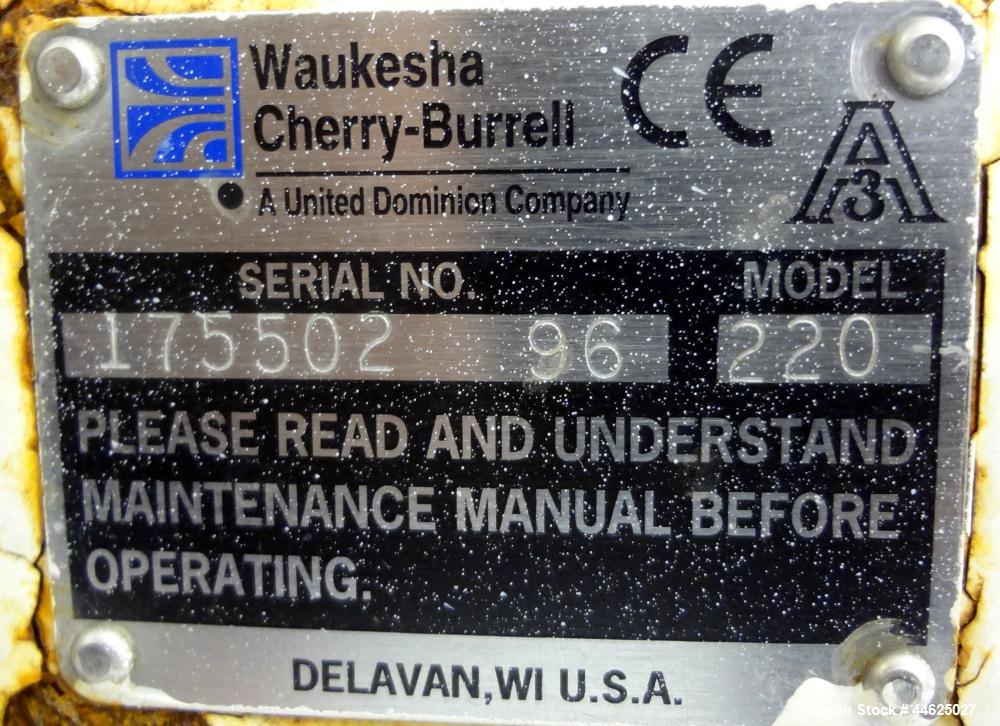 Waukesha
Cherry-Burrell
CE
A
3
A United Dominion Company
SERIAL NO. MODEL
175502 96 220
PLEASE READ AND UNDERSTAND
MAINTENANCE MANUAL BEFORE
OPERATING.
DELAVAN,WI U.S.A.
Stock # 44625027